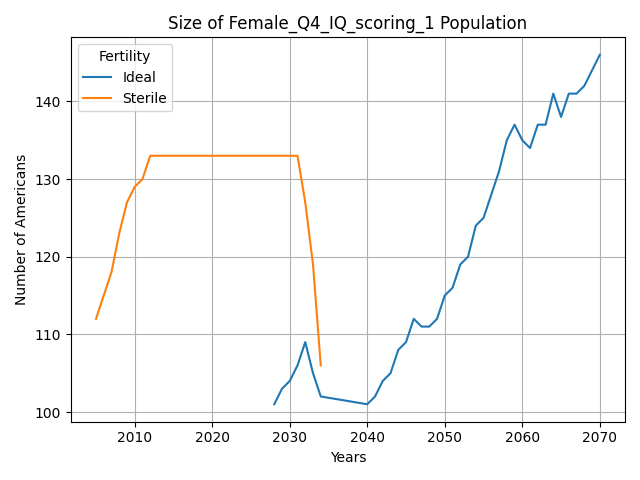 Size of Female_Q4_IQ_scoring_1 Population
Fertility
Ideal
Sterile
Number of Americans
140
130
120
110
100
2010 2020 2030 2040 2050 2060 2070
Years